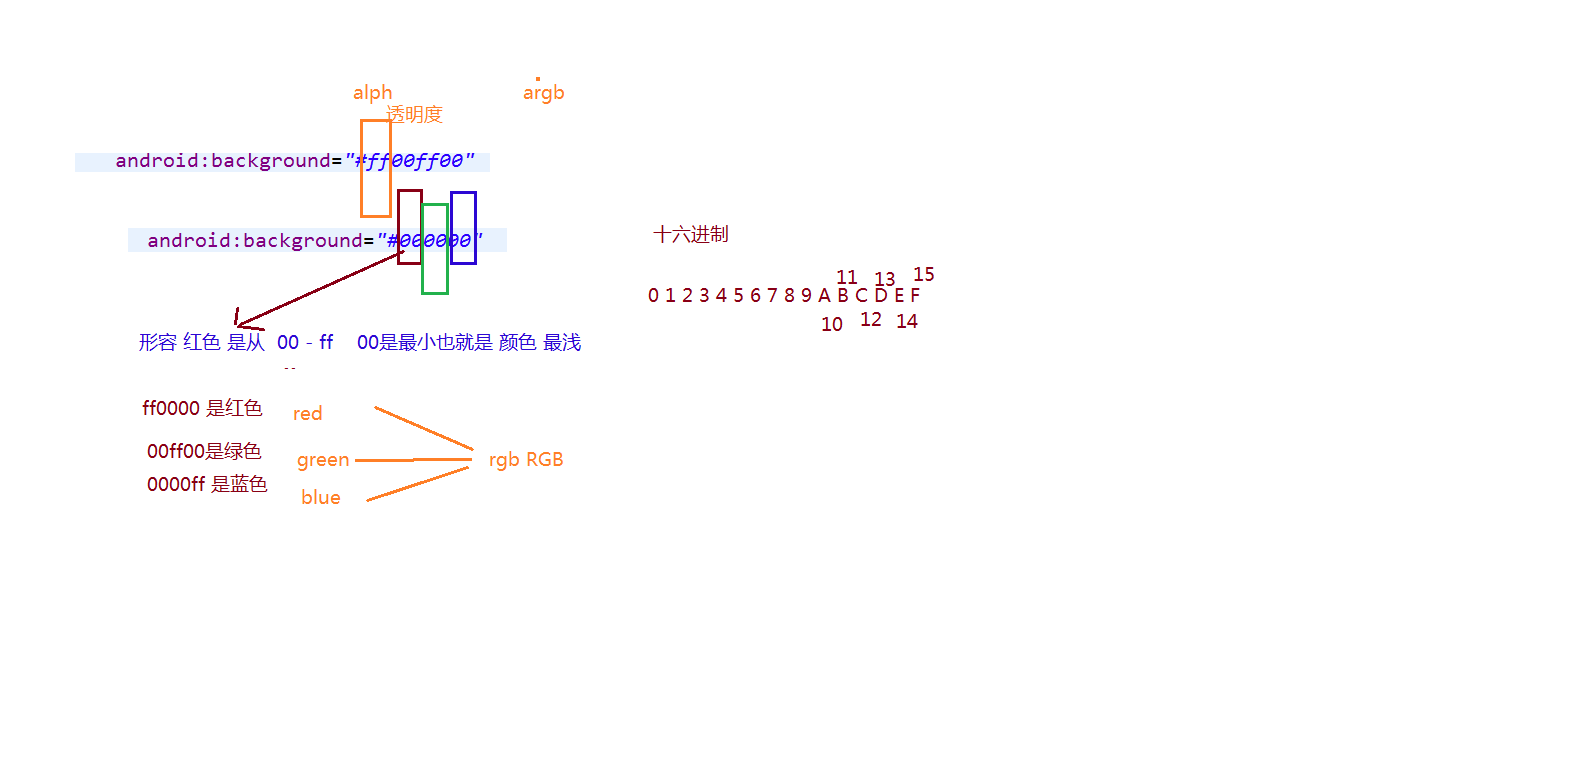 alph
argb
透明度
android:background="#ff00ff00"
android:background="#000000"
十六进制
11 13 15
0 1 2 3 4 5 6 7 8 9 A B C D E F
10 12 14
形容 红色 是从 00 - ff 00是最小也就是 颜色 最浅
ff0000 是红色 red
00ff00是绿色 green rgb RGB
0000ff 是蓝色 blue